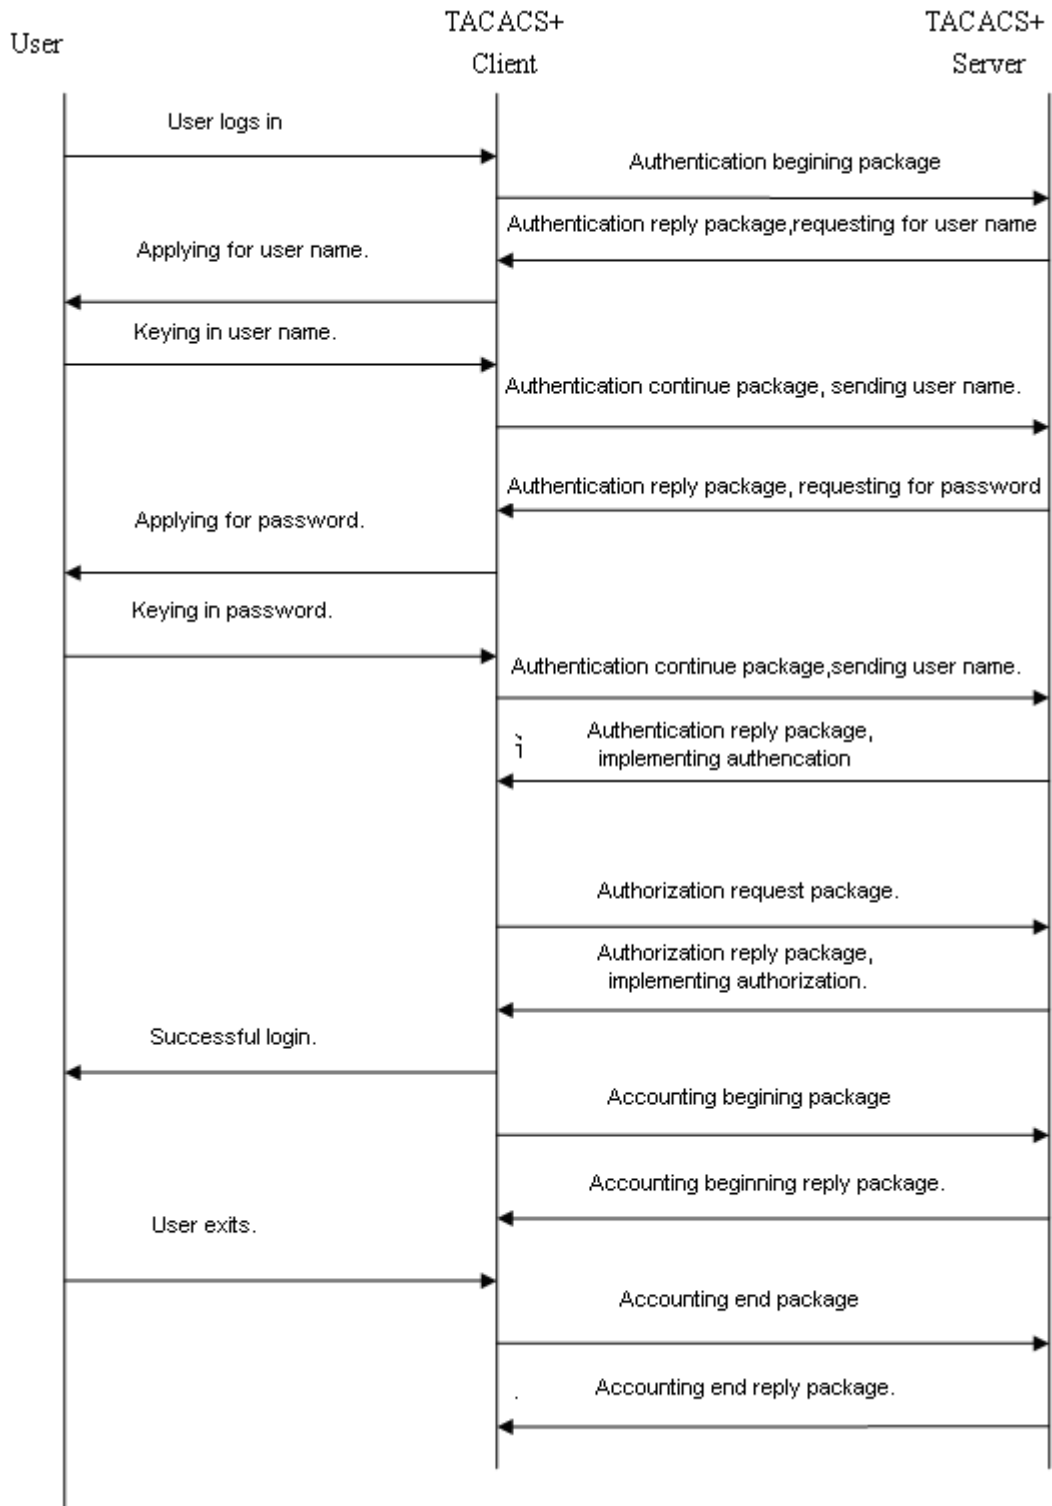 User
TACACS+
Client
TACACS+
Server
User logs in
Authentication begining package
Authentication reply package,requesting for user name
Applying for user name.
Keying in user name.
Authentication continue package, sending user name.
Authentication reply package, requesting for password
Applying for password.
Keying in password.
Authentication continue package,sending user name.
Authentication reply package,
implementing authencation
Authorization request package.
Authorization reply package,
implementing authorization.
Successful login.
Accounting begining package
Accounting beginning reply package.
User exits.
Accounting end package
Accounting end reply package.